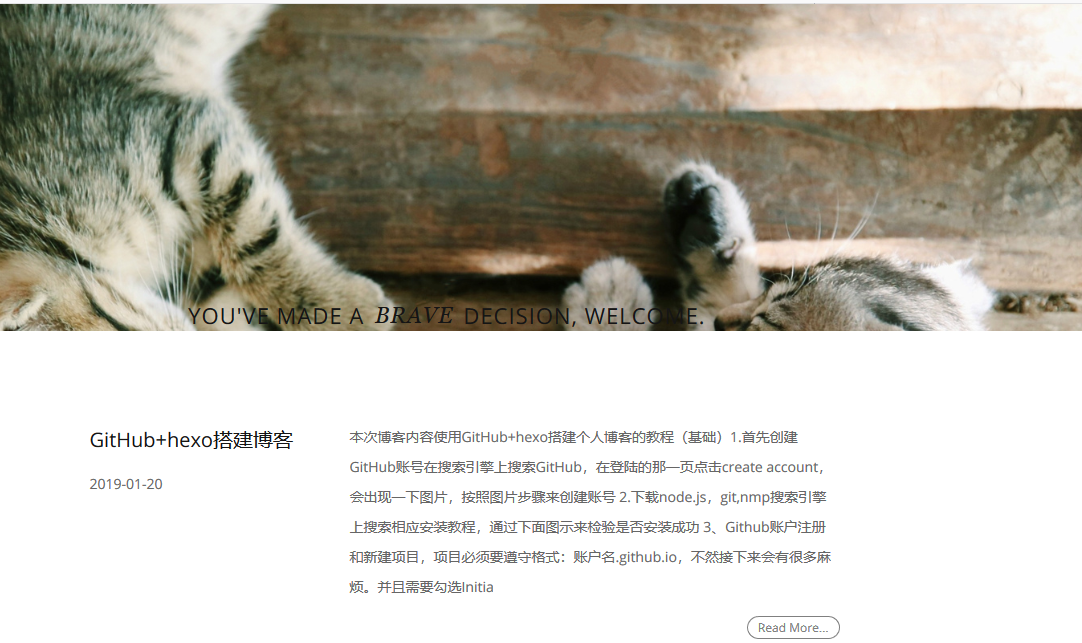 YOU'VE MADE A BRAVE DECISION, WELCOME.
GitHub+hexo搭建博客
2019-01-20
本次博客内容使用GitHub+hexo搭建个人博客的教程（基础）1.首先创建
GitHub账号在搜索引擎上搜索GitHub，在登陆的那一页点击create account，
会出现一下图片，按照图片步骤来创建账号 2.下载node.js，git,nmp搜索引擎
上搜索相应安装教程，通过下面图示来检验是否安装成功 3、Github账户注册
和新建项目，项目必须要遵守格式：账户名.github.io，不然接下来会有很多麻
烦。并且需要勾选Initia
Read More...